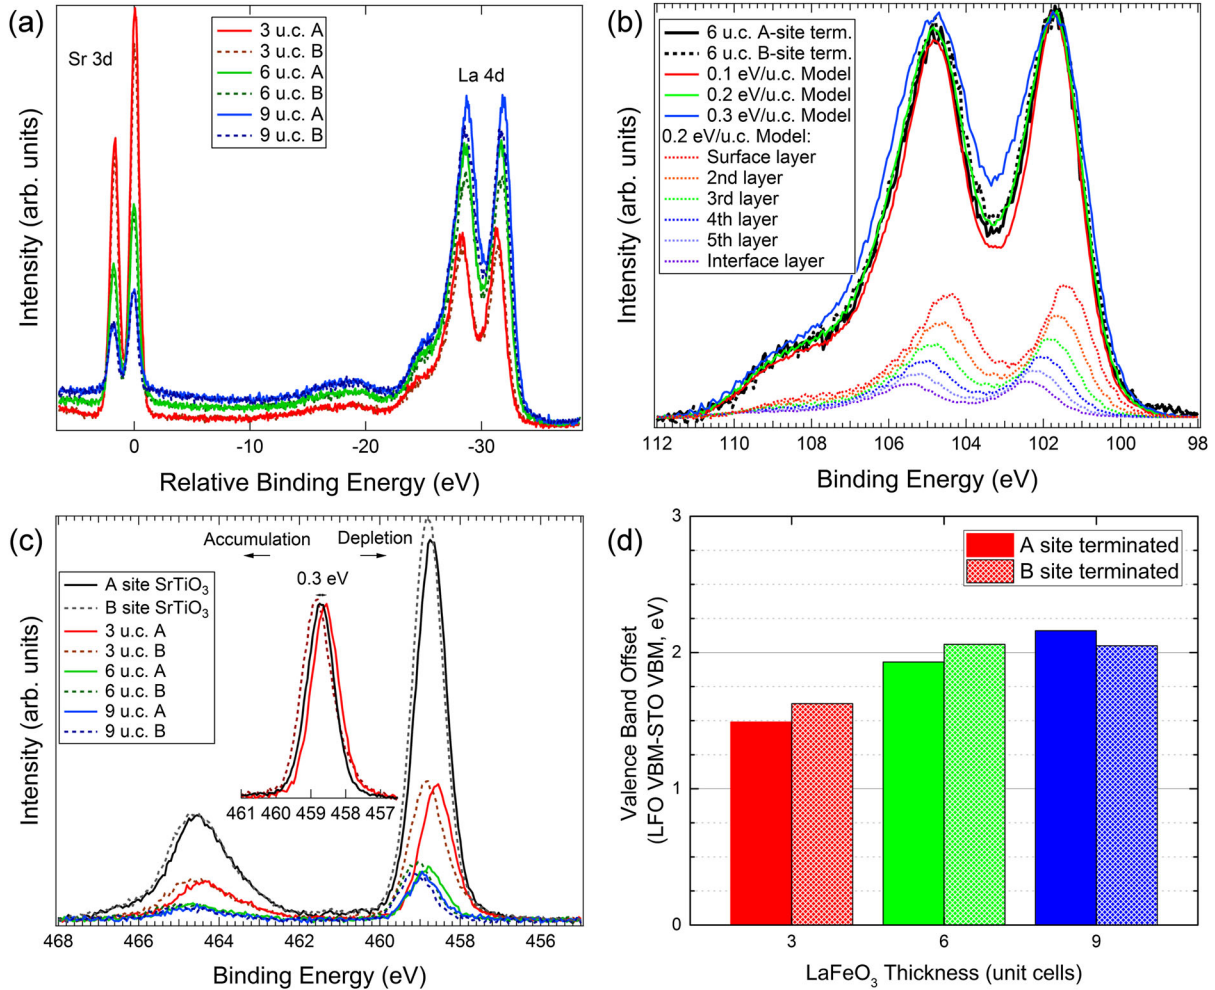 (a)
Sr 3d
3 u.c. A
3 u.c. B
6 u.c. A
6 u.c. B
9 u.c. A
9 u.c. B
La 4d
Intensity (arb. units)
0
-10
-20
-30
Relative Binding Energy (eV)
(b)
6 u.c. A-site term.
6 u.c. B-site term.
0.1 eV/u.c. Model
0.2 eV/u.c. Model
0.3 eV/u.c. Model
0.2 eV/u.c. Model:
Surface layer
2nd layer
3rd layer
4th layer
5th layer
Interface layer
Intensity (arb. units)
112
110
108
106
104
102
100
98
Binding Energy (eV)
(c)
Accumulation
Depletion
A site SrTiO3
B site SrTiO3
3 u.c. A
3 u.c. B
6 u.c. A
6 u.c. B
9 u.c. A
9 u.c. B
0.3 eV
461 460 459 458 457
Intensity (arb. units)
468
466
464
462
460
458
456
Binding Energy (eV)
(d)
A site terminated
B site terminated
3
2
1
0
Valence Band Offset
(LFO VBM-STO VBM, eV)
3
6
9
LaFeO3 Thickness (unit cells)